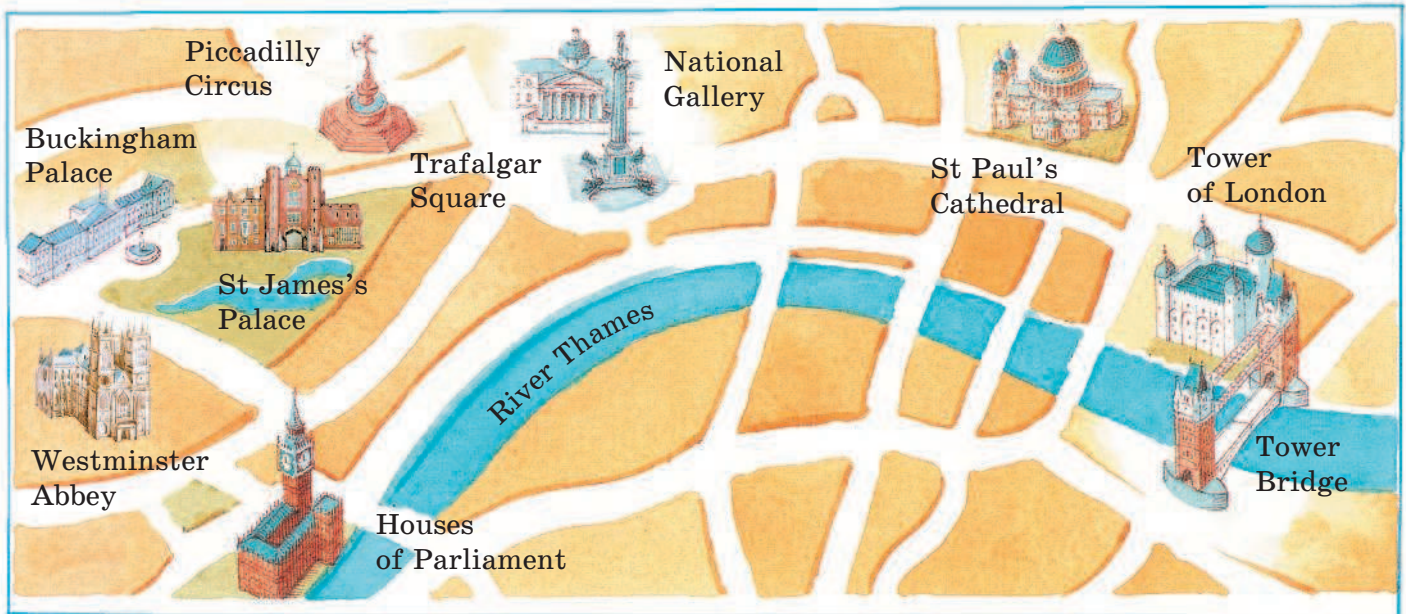 Piccadilly
Circus
National
Gallery
Buckingham
Palace
Trafalgar
Square
St Paul's
Cathedral
Tower
of London
St James's
Palace
River Thames
Westminster
Abbey
Houses
of Parliament
Tower
Bridge